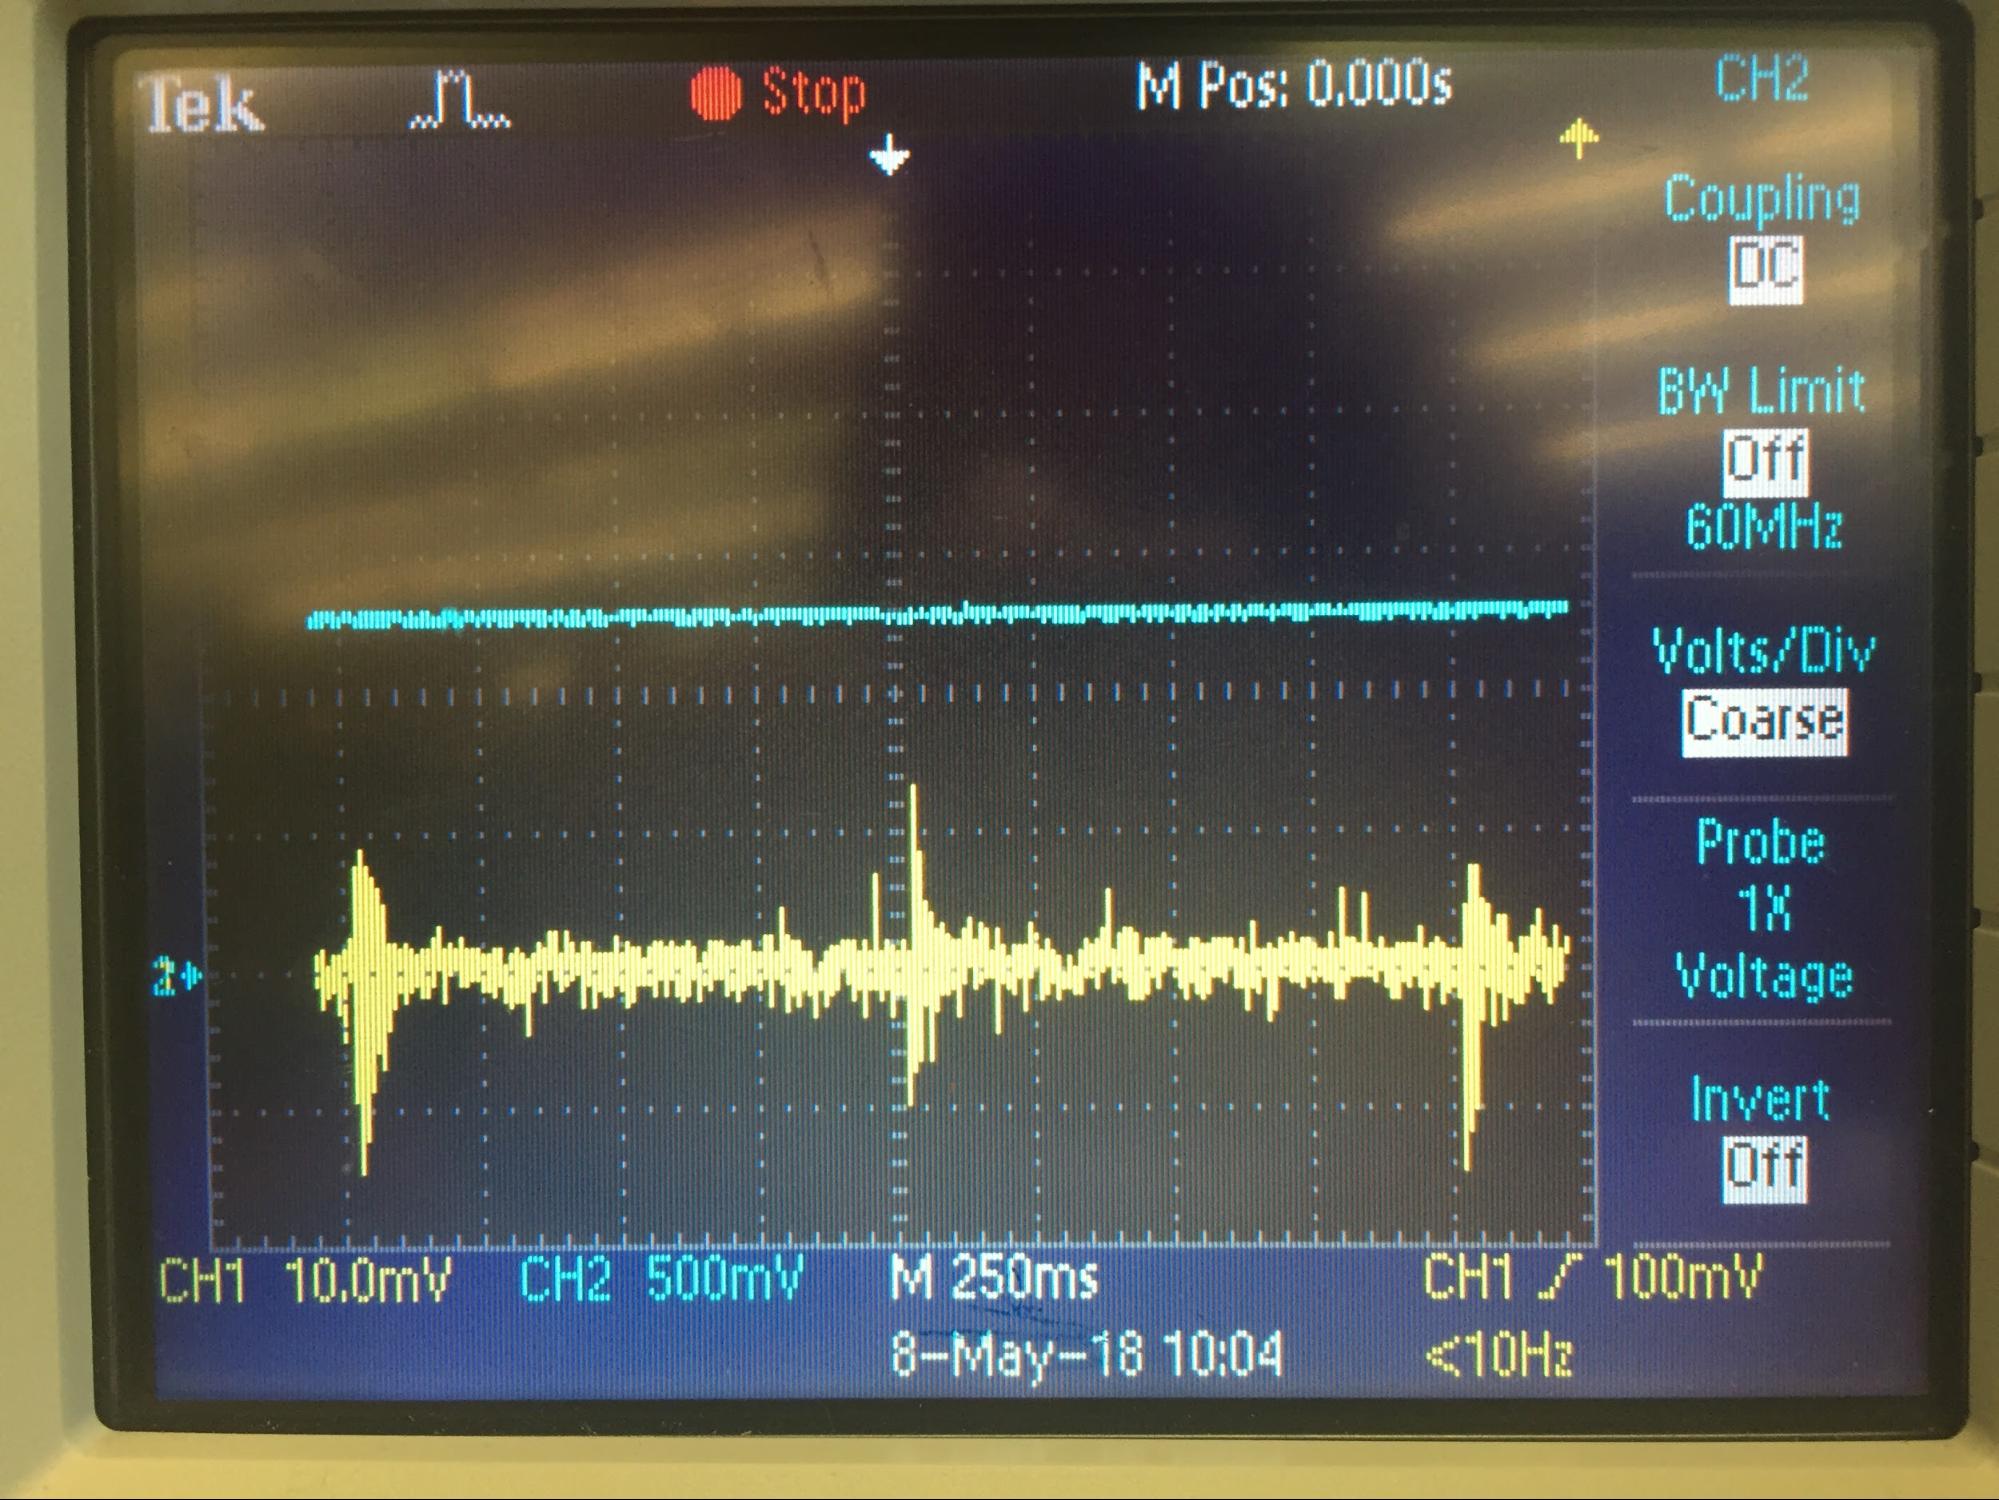 Tek Stop M Pos: 0.000s CH2
Coupling
DC
BW Limit
Off
60MHz
Volts/Div
Coarse
Probe
1X
Voltage
Invert
Off
CH1 10.0mV CH2 500mV M 250ms CH1 100mV
8-May-18 10:04 <10Hz